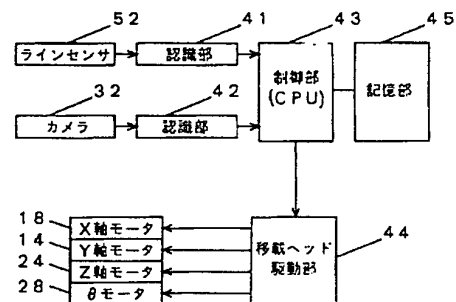 52 41 43 45
ラインセンサ 認識部 制御部 (CPU) 記憶部
32 42
カメラ 認識部
18 X軸モータ 移載ヘッド駆動部 44
14 Y軸モータ
24 Z軸モータ
28 θモータ